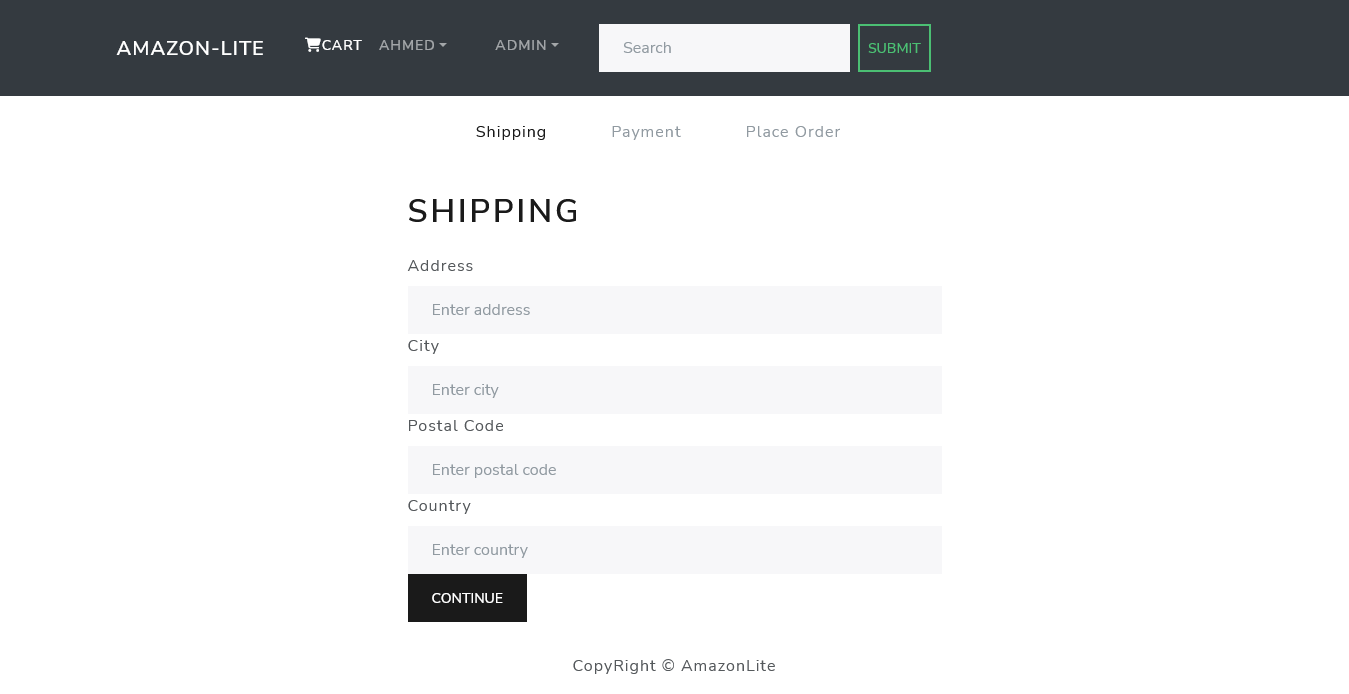 AMAZON-LITE CART AHMED ADMIN Search SUBMIT
Shipping Payment Place Order
SHIPPING
Address
Enter address
City
Enter city
Postal Code
Enter postal code
Country
Enter country
CONTINUE
CopyRight © AmazonLite